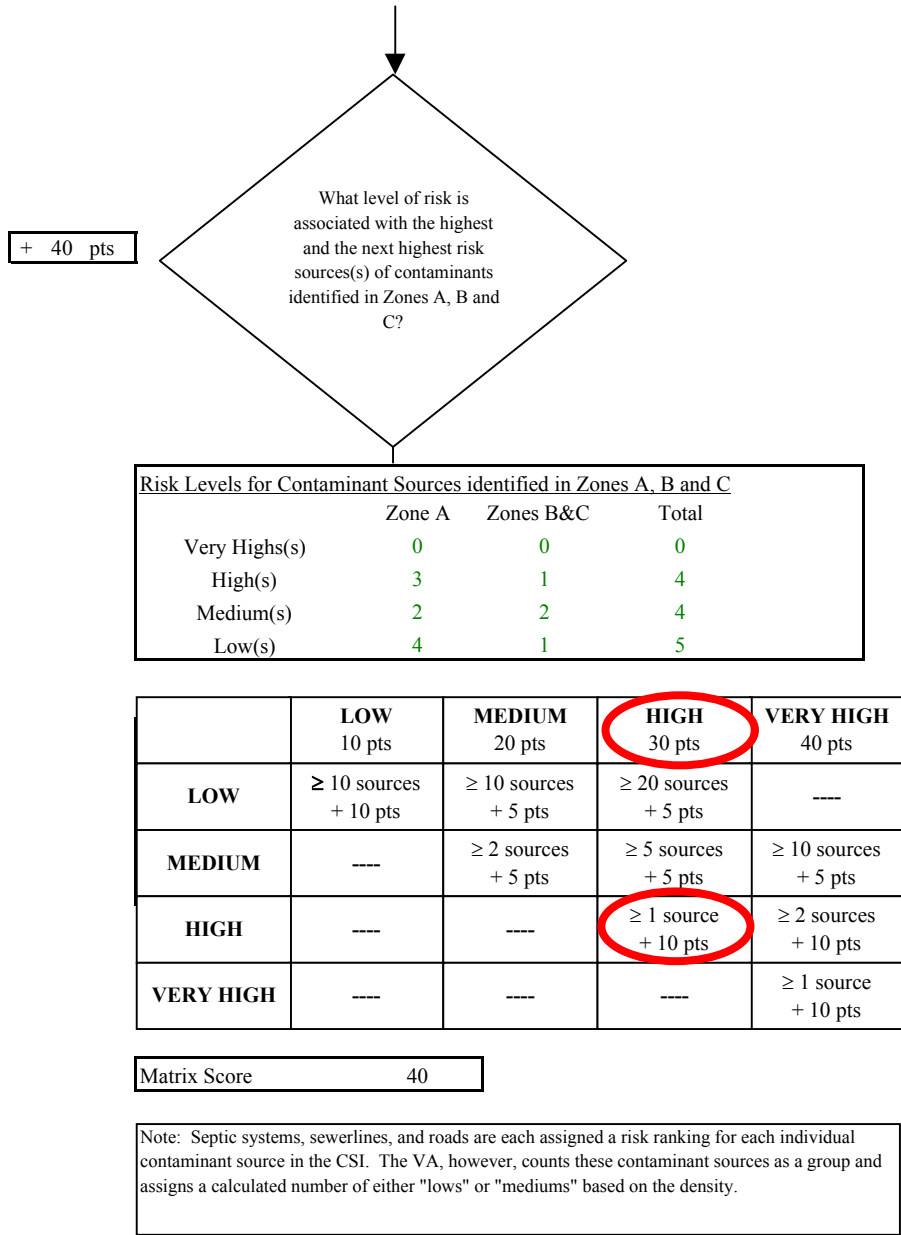 What level of risk is
associated with the highest
and the next highest risk
sources(s) of contaminants
identified in Zones A, B and
C?
+ 40 pts
Risk Levels for Contaminant Sources identified in Zones A, B and C
Zone A Zones B&C Total
Very Highs(s) 0 0 0
High(s) 3 1 4
Medium(s) 2 2 4
Low(s) 4 1 5
LOW MEDIUM HIGH VERY HIGH
10 pts 20 pts 30 pts 40 pts
LOW ≥ 10 sources ≥ 10 sources ≥ 20 sources ----
+ 10 pts + 5 pts + 5 pts
MEDIUM ---- ≥ 2 sources ≥ 5 sources ≥ 10 sources
+ 5 pts + 5 pts + 5 pts
HIGH ---- ---- ≥ 1 source ≥ 2 sources
+ 10 pts + 10 pts
VERY HIGH ---- ---- ---- ≥ 1 source
+ 10 pts
Matrix Score 40
Note: Septic systems, sewerlines, and roads are each assigned a risk ranking for each individual
contaminant source in the CSI. The VA, however, counts these contaminant sources as a group and
assigns a calculated number of either "lows" or "mediums" based on the density.